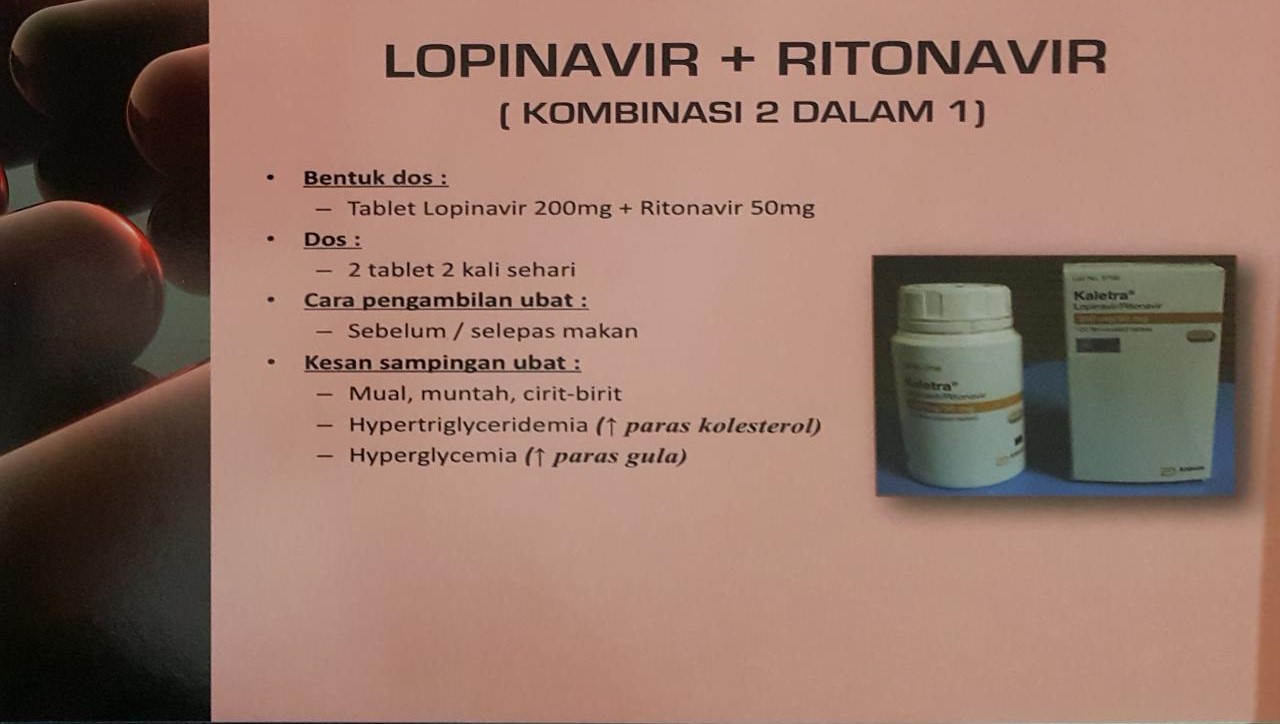 LOPINAVIR + RITONAVIR
( KOMBINASI 2 DALAM 1)
• Bentuk dos :
– Tablet Lopinavir 200mg + Ritonavir 50mg
• Dos :
– 2 tablet 2 kali sehari
• Cara pengambilan ubat :
– Sebelum / selepas makan
• Kesan sampingan ubat :
– Mual, muntah, cirit-birit
– Hypertriglyceridemia (↑ paras kolesterol)
– Hyperglycemia (↑ paras gula)
Kaletra®
Lopinavir/Ritonavir
Kaletra®